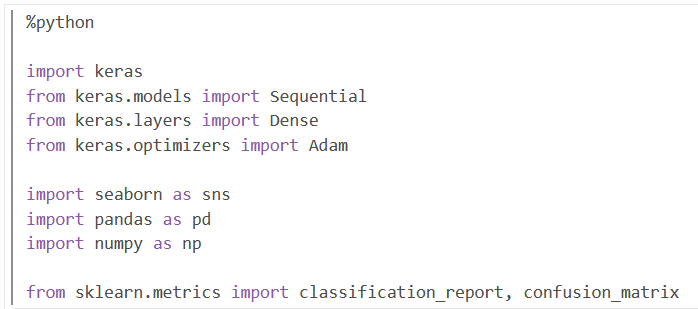 %python
import keras
from keras.models import Sequential
from keras.layers import Dense
from keras.optimizers import Adam
import seaborn as sns
import pandas as pd
import numpy as np
from sklearn.metrics import classification_report, confusion_matrix